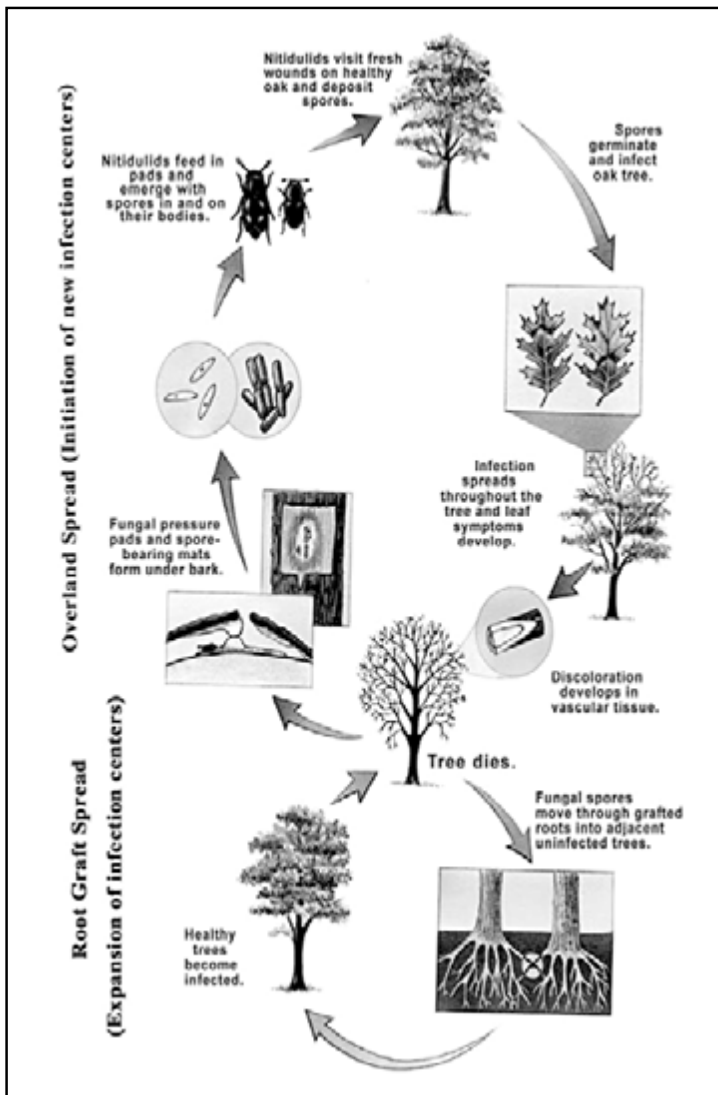 Overland Spread (Initiation of new infection centers)
Nitidulids visit fresh
wounds on healthy
oak and deposit
spores.
Spores
germinate
and infect
oak tree.
Nitidulids feed in
pads and
emerge with
spores in and on
their bodies.
Infection
spreads
throughout the
tree and leaf
symptoms
develop.
Fungal pressure
pads and spore-
bearing mats
form under bark.
Discoloration
develops in
vascular tissue.
Tree dies.
Root Graft Spread
(Expansion of infection centers)
Fungal spores
move through grafted
roots into adjacent
uninfected trees.
Healthy
trees
become
infected.